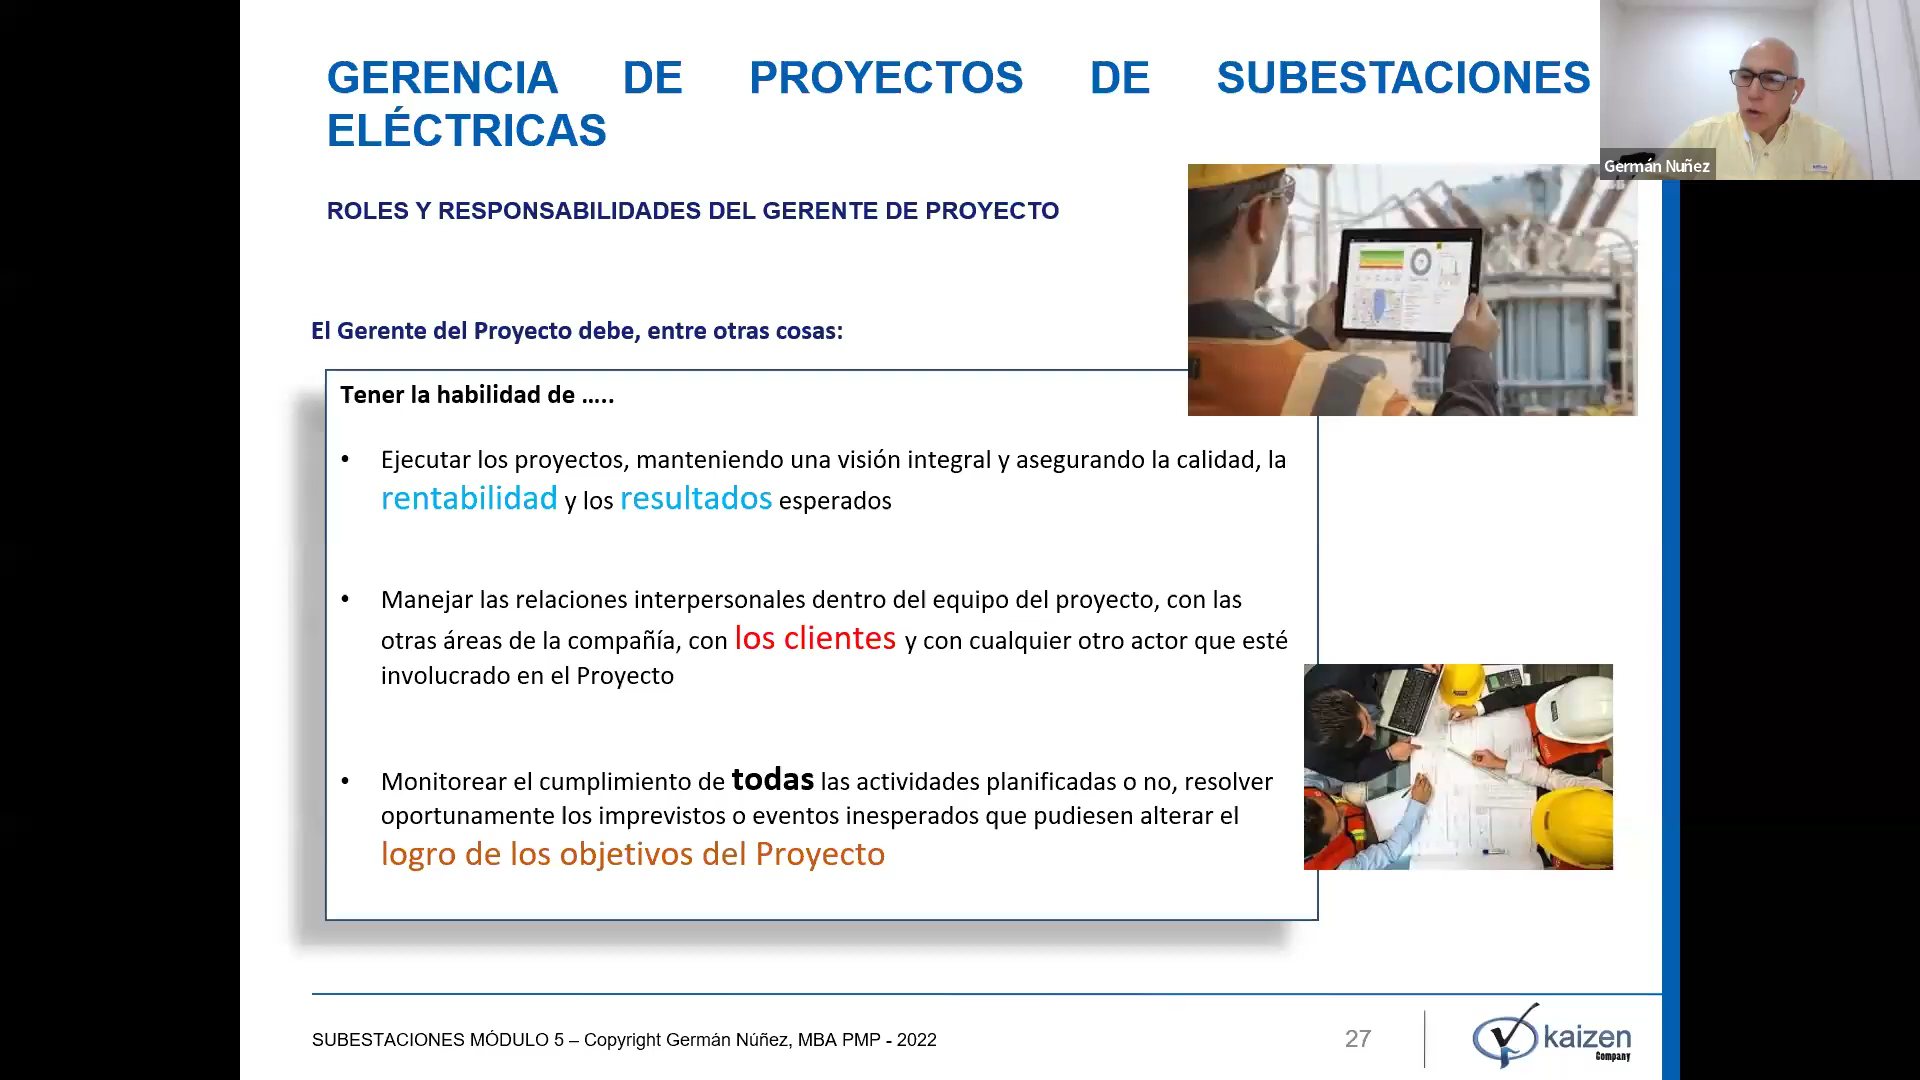 GERENCIA DE PROYECTOS DE SUBESTACIONES
ELÉCTRICAS
Germán Nuñez
ROLES Y RESPONSABILIDADES DEL GERENTE DE PROYECTO
El Gerente del Proyecto debe, entre otras cosas:
Tener la habilidad de .....
• Ejecutar los proyectos, manteniendo una visión integral y asegurando la calidad, la
rentabilidad y los resultados esperados
• Manejar las relaciones interpersonales dentro del equipo del proyecto, con las
otras áreas de la compañía, con los clientes y con cualquier otro actor que esté
involucrado en el Proyecto
• Monitorear el cumplimiento de todas las actividades planificadas o no, resolver
oportunamente los imprevistos o eventos inesperados que pudiesen alterar el
logro de los objetivos del Proyecto
SUBESTACIONES MÓDULO 5 – Copyright Germán Núñez, MBA PMP - 2022
27
kaizen
Company